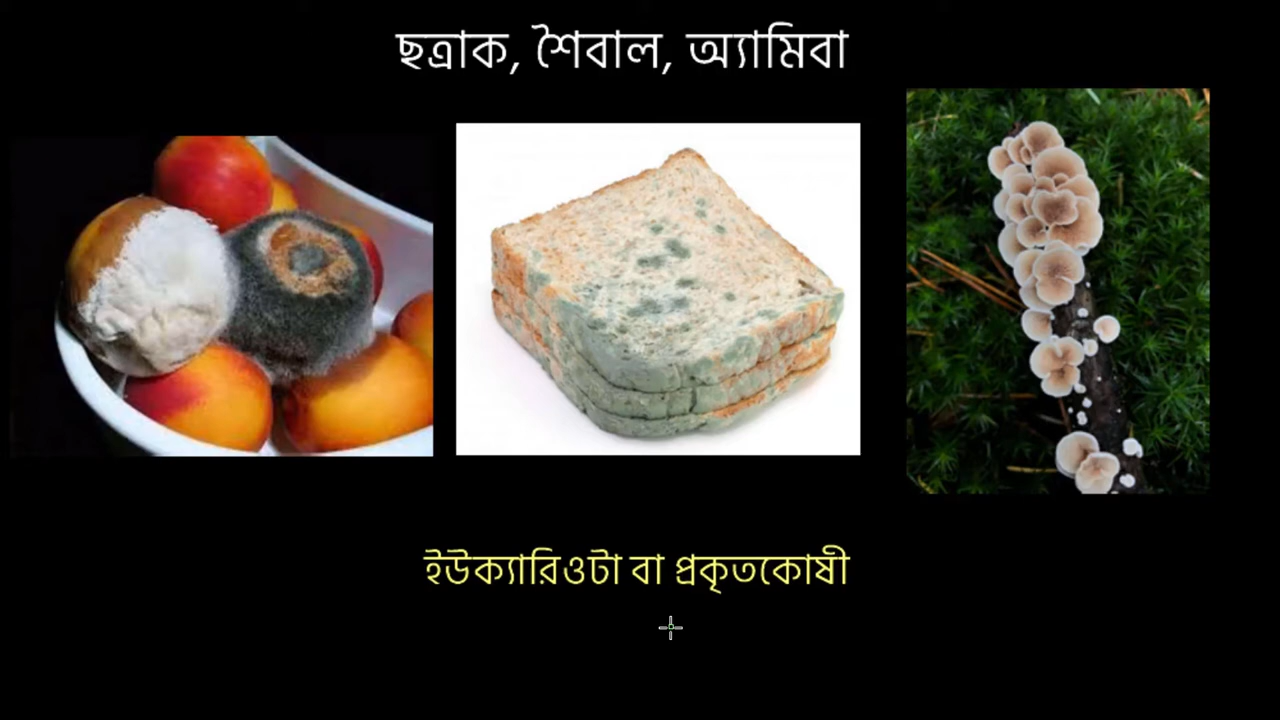 ছত্রাক, শৈবাল, অ্যামিবা
ইউক্যারিওটা বা প্রকৃতকোষী